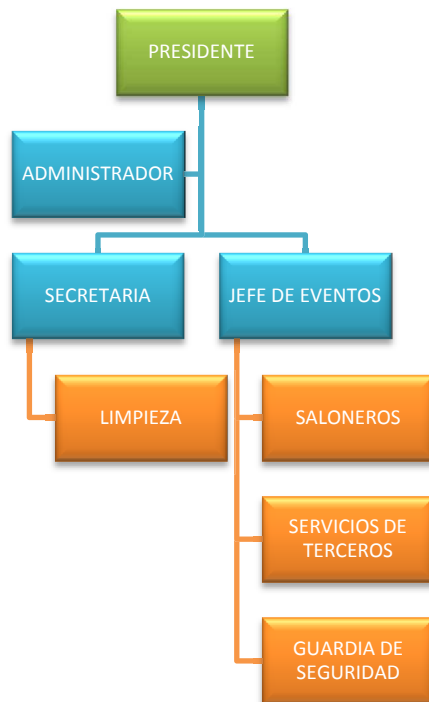 PRESIDENTE
ADMINISTRADOR
SECRETARIA
JEFE DE EVENTOS
LIMPIEZA
SALONEROS
SERVICIOS DE
TERCEROS
GUARDIA DE
SEGURIDAD